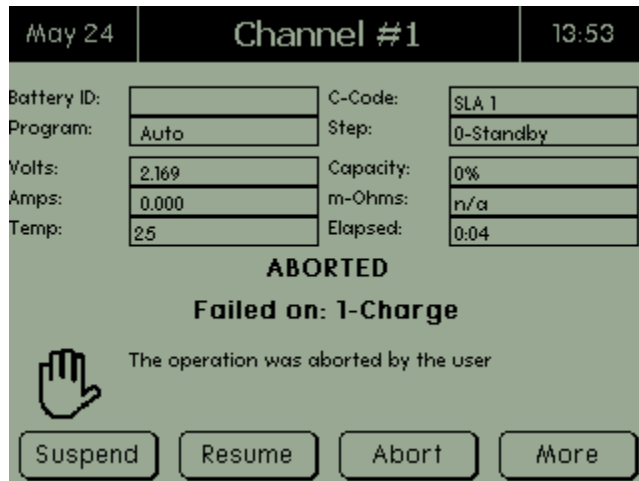 May 24 Channel #1 13:53
Battery ID: C-Code: SLA 1
Program: Auto Step: 0-Standby
Volts: 2.169 Capacity: 0%
Amps: 0.000 m-Ohms: n/a
Temp: 25 Elapsed: 0:04
ABORTED
Failed on: 1-Charge
The operation was aborted by the user
Suspend Resume Abort More